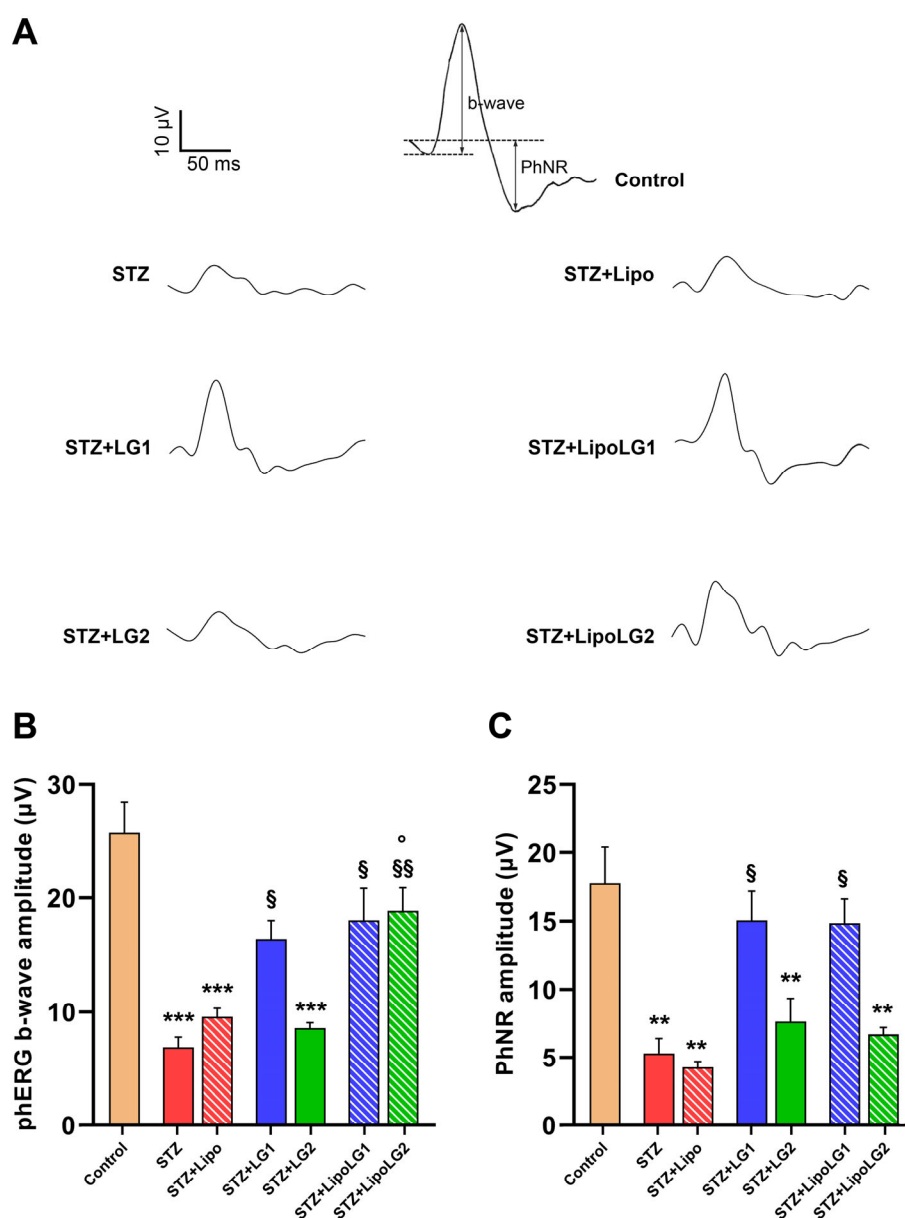 A
10 µV
50 ms
b-wave
PhNR
Control
STZ
STZ+Lipo
STZ+LG1
STZ+LipoLG1
STZ+LG2
STZ+LipoLG2
B
phERG b-wave amplitude (µV)
30
20
10
0
***
***
§
***
§
°
§§
Control
STZ
STZ+Lipo
STZ+LG1
STZ+LG2
STZ+LipoLG1
STZ+LipoLG2
C
PhNR amplitude (µV)
25
20
15
10
5
0
**
**
§
**
§
**
Control
STZ
STZ+Lipo
STZ+LG1
STZ+LG2
STZ+LipoLG1
STZ+LipoLG2